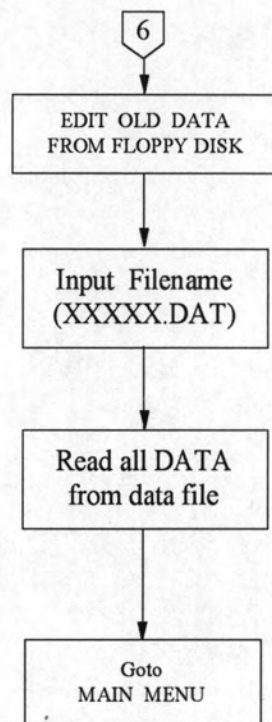 6
EDIT OLD DATA
FROM FLOPPY DISK
Input Filename
(XXXXX.DAT)
Read all DATA
from data file
Goto
MAIN MENU